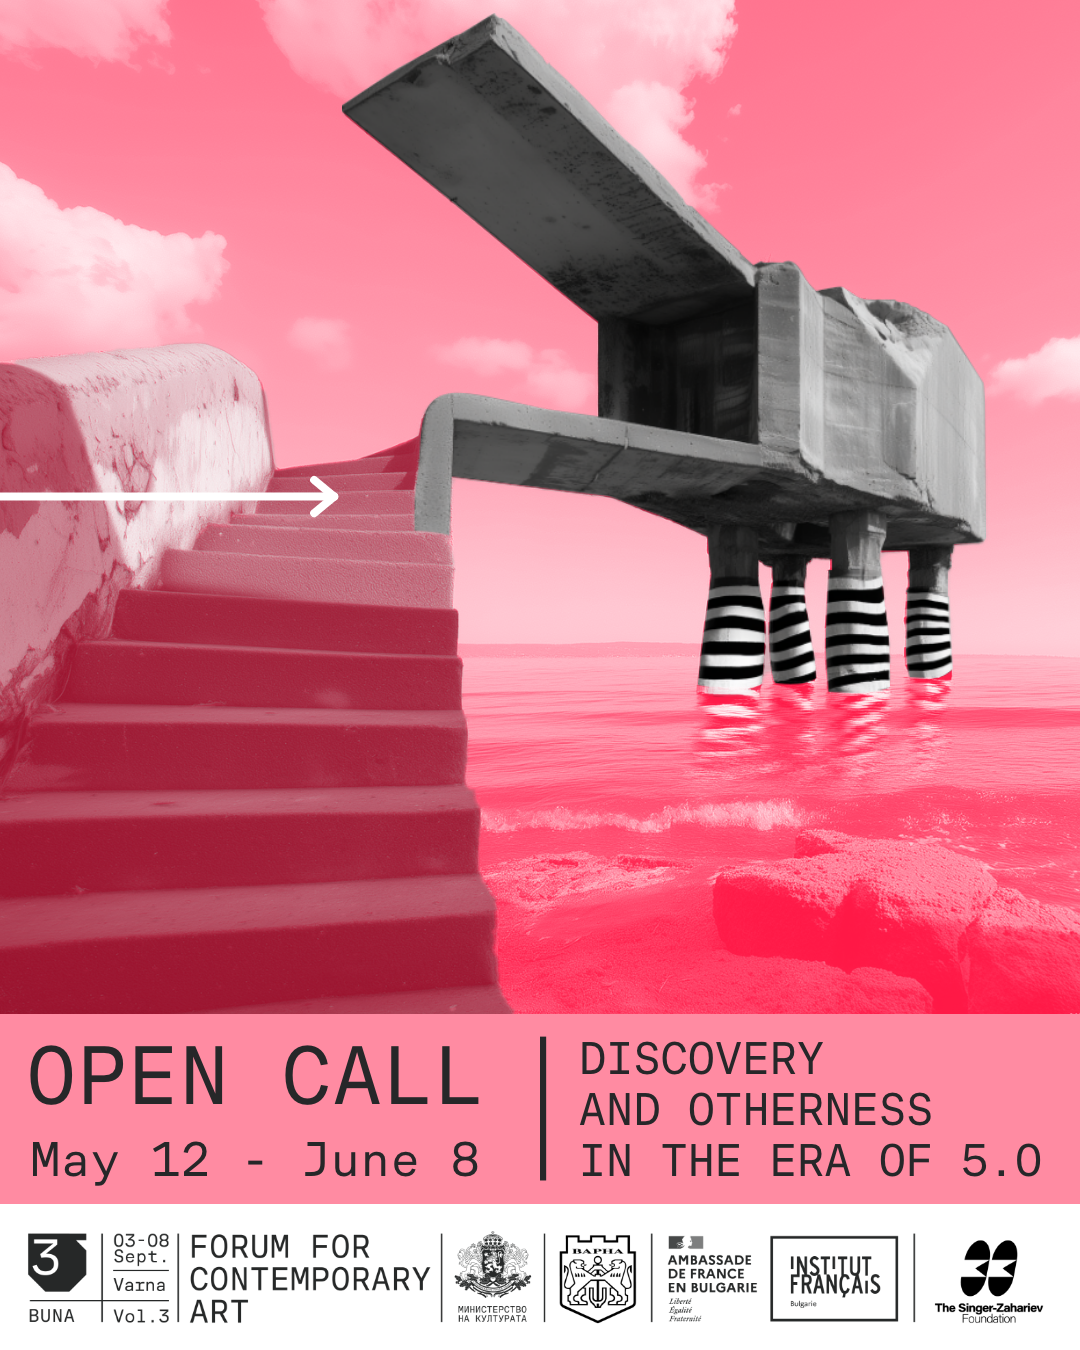 OPEN CALL
May 12 - June 8
DISCOVERY
AND OTHERNESS
IN THE ERA OF 5.0
3
BUNA
03-08
Sept.
Varna
Vol.3
FORUM FOR
CONTEMPORARY
ART
МИНИСТЕРСТВО
НА КУЛТУРАТА
ВАРНА
AMBASSADE
DE FRANCE
EN BULGARIE
Liberté
Égalité
Fraternité
INSTITUT
FRANÇAIS
Bulgarie
The Singer-Zahariev
Foundation